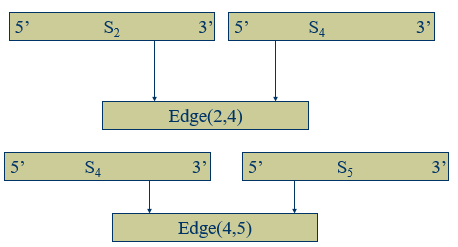 5’ S₂ 3’ 5’ S₄ 3’
Edge(2,4)
5’ S₄ 3’ 5’ S₅ 3’
Edge(4,5)